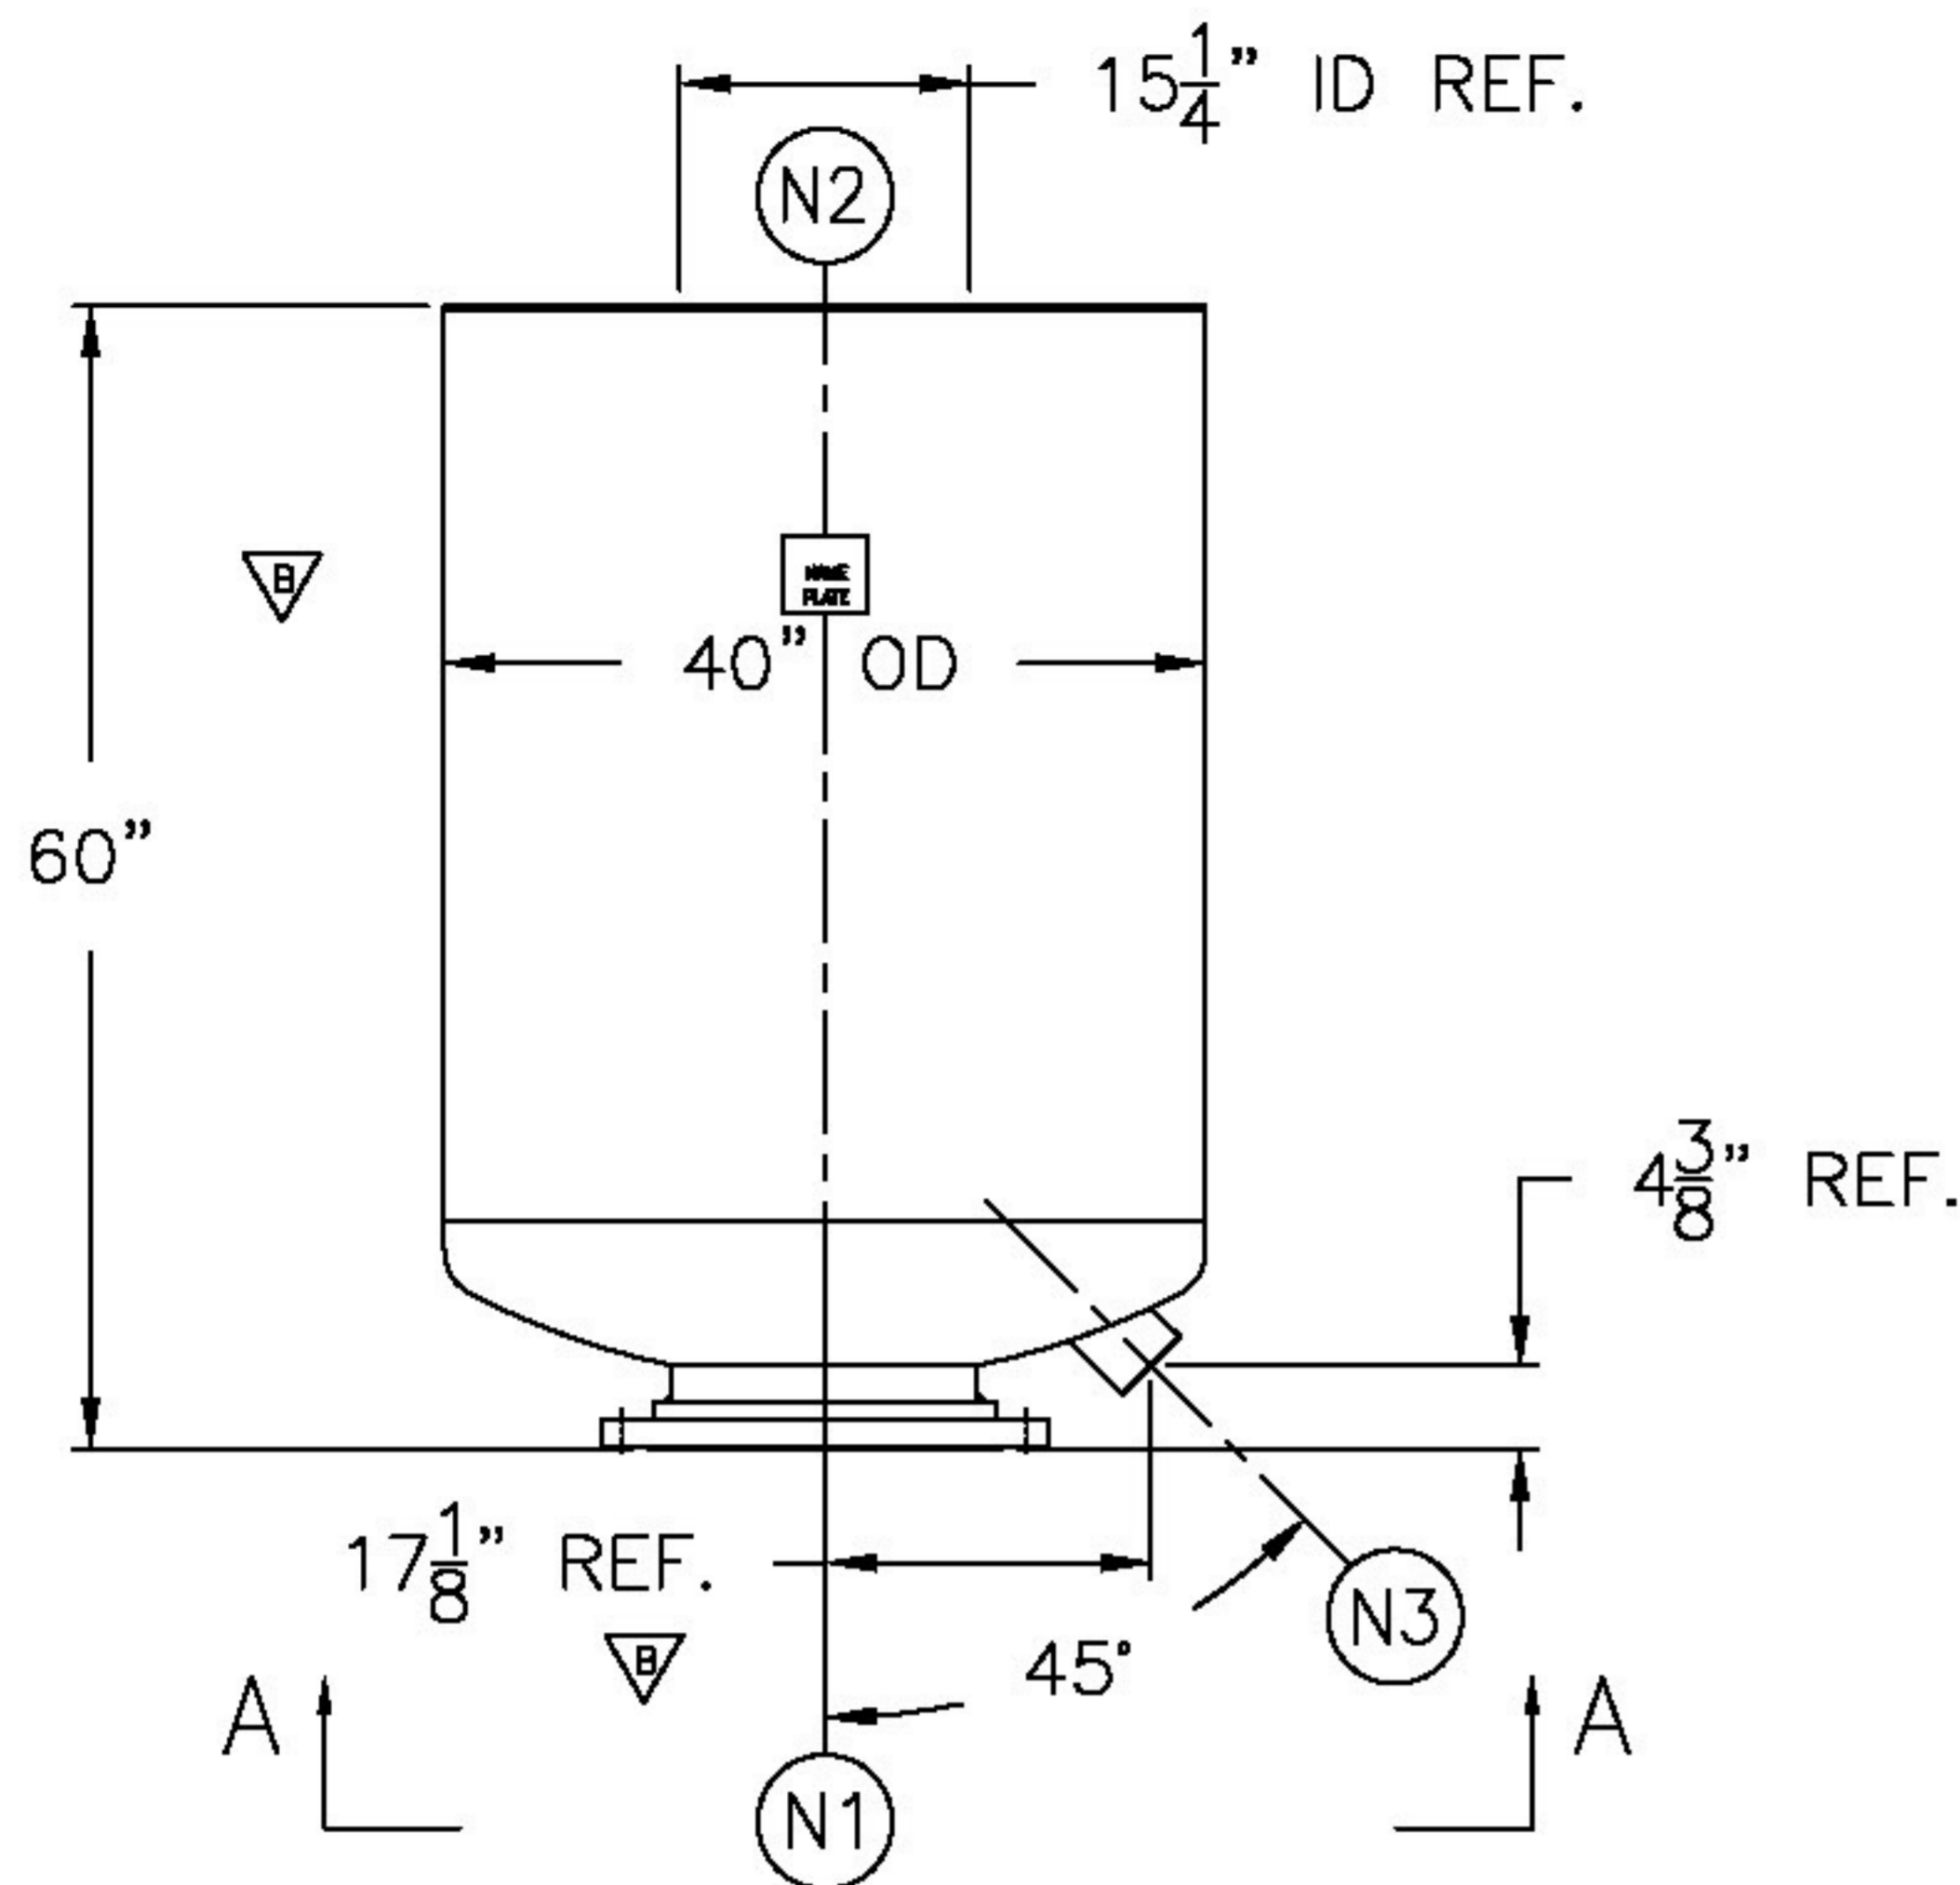 15 1/4” ID REF.
N2
B
NAME
PLATE
40” OD
60”
4 3/8” REF.
17 1/8” REF.
B
45°
N3
A
A
N1